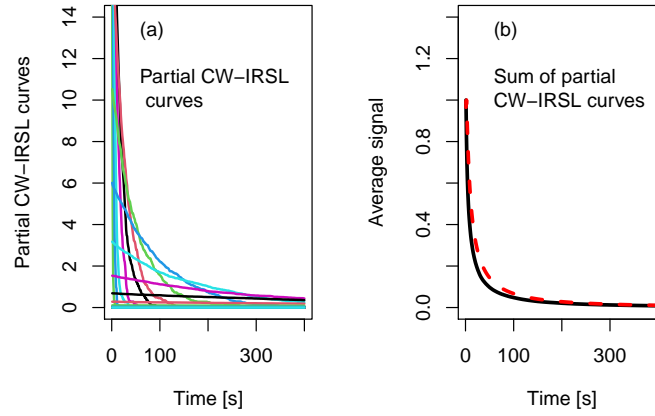 (a)
Partial CW−IRSL
curves
Partial CW−IRSL curves
0 2 4 6 8 10 12 14
0 100 300
Time [s]
(b)
Sum of partial
CW−IRSL curves
Average signal
0.0 0.4 0.8 1.2
0 100 300
Time [s]